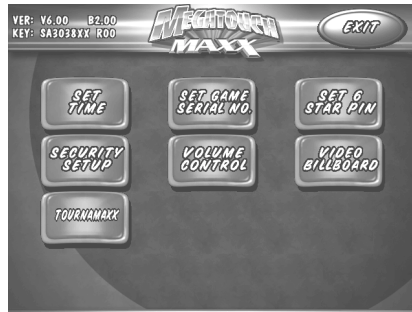 VER: V6.00 B2.00
KEY: SA3038XX R00
MEGATOUCH
MAXX
EXIT
SET
TIME
SET GAME
SERIAL NO.
SET 6
STAR PIN
SECURITY
SETUP
VOLUME
CONTROL
VIDEO
BILLBOARD
TOURNAMAXX